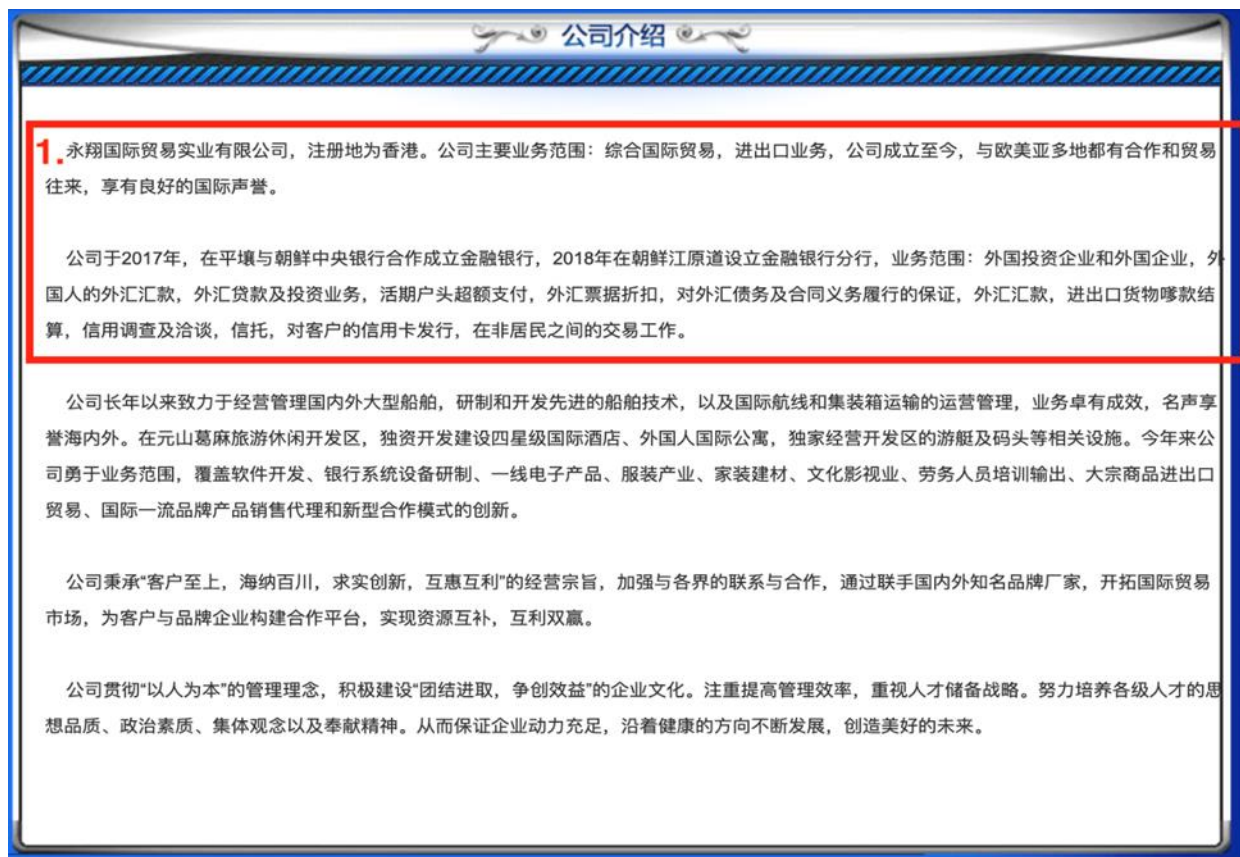 公司介绍
1.
永翔国际贸易实业有限公司，注册地为香港。公司主要业务范围：综合国际贸易，进出口业务，公司成立至今，与欧美亚多地都有合作和贸易
往来，享有良好的国际声誉。
公司于2017年，在平壤与朝鲜中央银行合作成立金融银行，2018年在朝鲜江原道设立金融银行分行，业务范围：外国投资企业和外国企业，外
国人的外汇汇款，外汇贷款及投资业务，活期户头超额支付，外汇票据折扣，对外汇债务及合同义务履行的保证，外汇汇款，进出口货物嗲款结
算，信用调查及洽谈，信托，对客户的信用卡发行，在非居民之间的交易工作。
公司长年以来致力于经营管理国内外大型船舶，研制和开发先进的船舶技术，以及国际航线和集装箱运输的运营管理，业务卓有成效，名声享
誉海内外。在元山葛麻旅游休闲开发区，独资开发建设四星级国际酒店、外国人国际公寓，独家经营开发区的游艇及码头等相关设施。今年来公
司勇于业务范围，覆盖软件开发、银行系统设备研制、一线电子产品、服装产业、家装建材、文化影视业、劳务人员培训输出、大宗商品进出口
贸易、国际一流品牌产品销售代理和新型合作模式的创新。
公司秉承“客户至上，海纳百川，求实创新，互惠互利”的经营宗旨，加强与各界的联系与合作，通过联手国内外知名品牌厂家，开拓国际贸易
市场，为客户与品牌企业构建合作平台，实现资源互补，互利双赢。
公司贯彻“以人为本”的管理理念，积极建设“团结进取，争创效益”的企业文化。注重提高管理效率，重视人才储备战略。努力培养各级人才的思
想品质、政治素质、集体观念以及奉献精神。从而保证企业动力充足，沿着健康的方向不断发展，创造美好的未来。